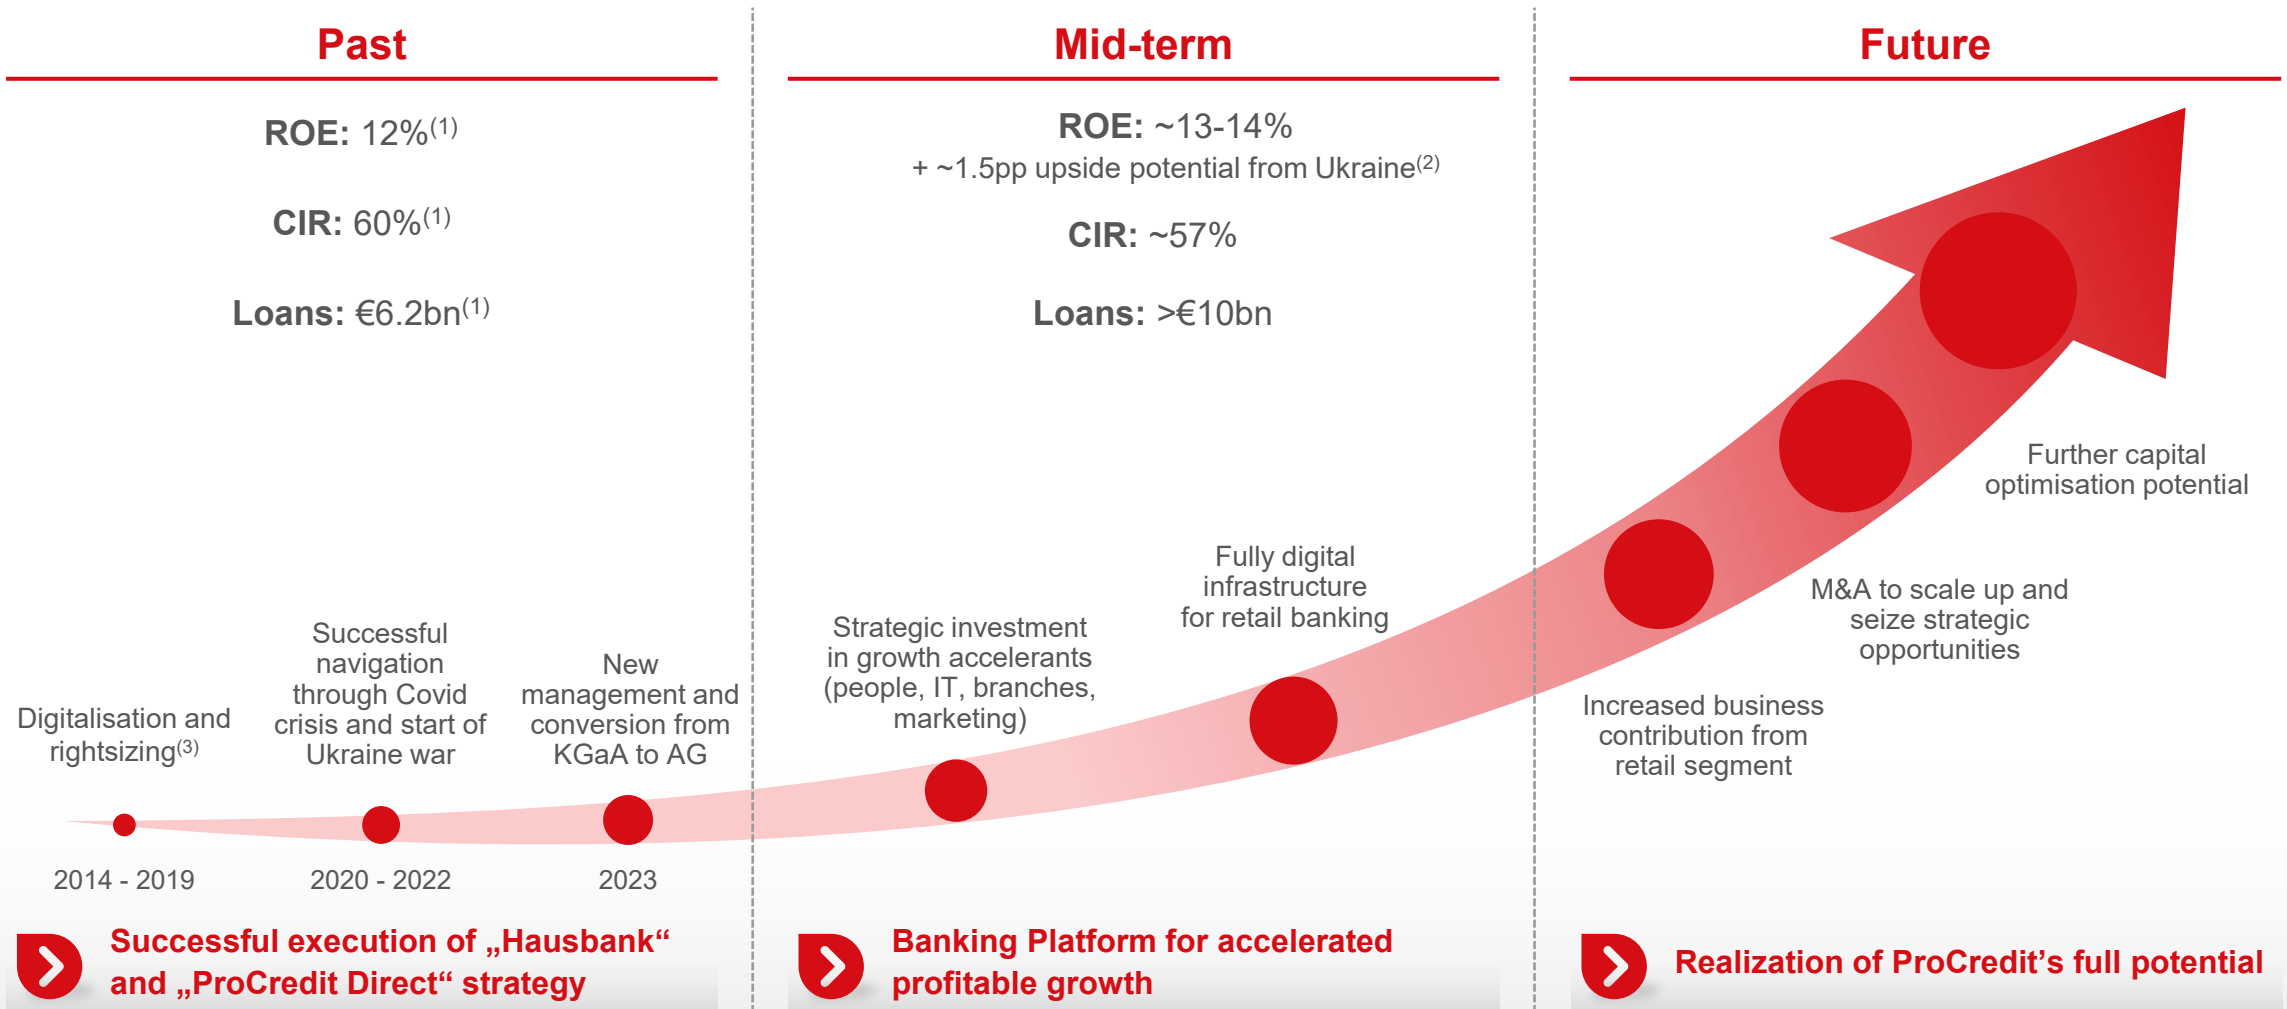 Past
ROE: 12%(1)
CIR: 60%(1)
Loans: €6.2bn(1)
Digitalisation and
rightsizing(3)
2014 - 2019
Successful
navigation
through Covid
crisis and start of
Ukraine war
2020 - 2022
New
management and
conversion from
KGaA to AG
2023
Successful execution of „Hausbank“
and „ProCredit Direct“ strategy
Mid-term
ROE: ~13-14%
+ ~1.5pp upside potential from Ukraine(2)
CIR: ~57%
Loans: >€10bn
Strategic investment
in growth accelerants
(people, IT, branches,
marketing)
Fully digital
infrastructure
for retail banking
Banking Platform for accelerated
profitable growth
Future
Increased business
contribution from
retail segment
M&A to scale up and
seize strategic
opportunities
Further capital
optimisation potential
Realization of ProCredit’s full potential